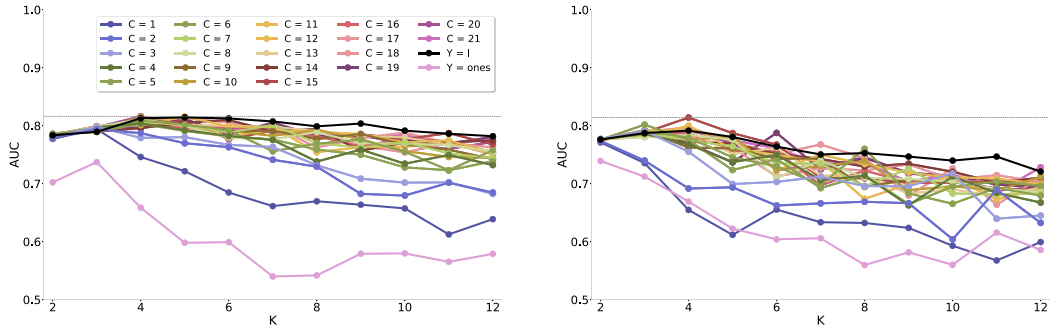 1.0
0.9
0.8
0.7
0.6
0.5
AUC
2
4
6
8
10
12
K
C = 1
C = 2
C = 3
C = 4
C = 5
C = 6
C = 7
C = 8
C = 9
C = 10
C = 11
C = 12
C = 13
C = 14
C = 15
C = 16
C = 17
C = 18
C = 19
C = 20
C = 21
Y = I
Y = ones
1.0
0.9
0.8
0.7
0.6
0.5
AUC
2
4
6
8
10
12
K